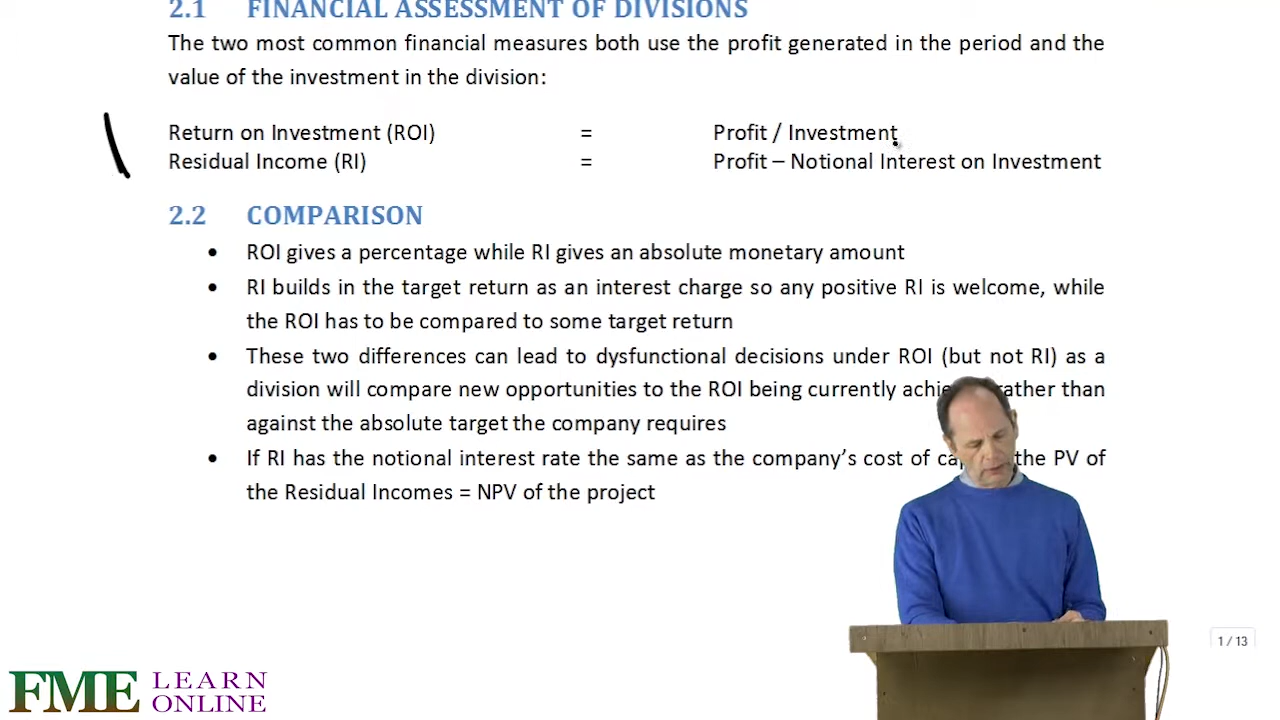 2.1 FINANCIAL ASSESSMENT OF DIVISIONS
The two most common financial measures both use the profit generated in the period and the
value of the investment in the division:
Return on Investment (ROI) = Profit / Investment
Residual Income (RI) = Profit – Notional Interest on Investment
2.2 COMPARISON
• ROI gives a percentage while RI gives an absolute monetary amount
• RI builds in the target return as an interest charge so any positive RI is welcome, while
the ROI has to be compared to some target return
• These two differences can lead to dysfunctional decisions under ROI (but not RI) as a
division will compare new opportunities to the ROI being currently rather than
against the absolute target the company requires
• If RI has the notional interest rate the same as the company's cost of the PV of
the Residual Incomes = NPV of the project
1 / 13
FME LEARN
ONLINE